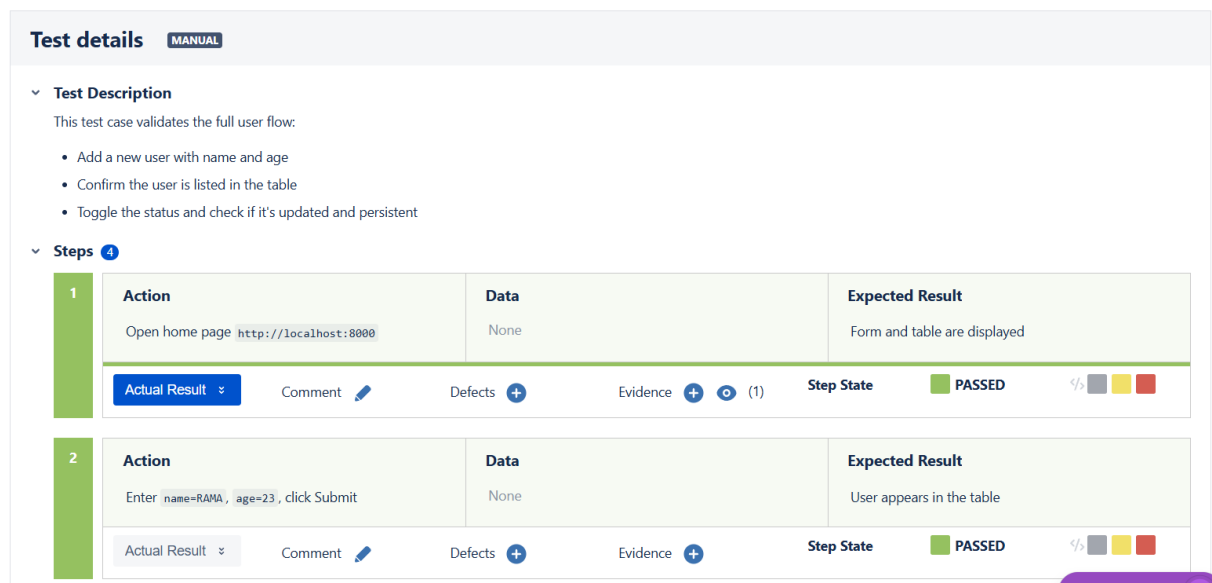 Test details MANUAL
Test Description
This test case validates the full user flow:
• Add a new user with name and age
• Confirm the user is listed in the table
• Toggle the status and check if it's updated and persistent
Steps 4
1
Action Data Expected Result
Open home page http://localhost:8000 None Form and table are displayed
Actual Result Comment Defects Evidence (1) Step State PASSED </>
2
Action Data Expected Result
Enter name=RAMA, age=23, click Submit None User appears in the table
Actual Result Comment Defects Evidence Step State PASSED </>